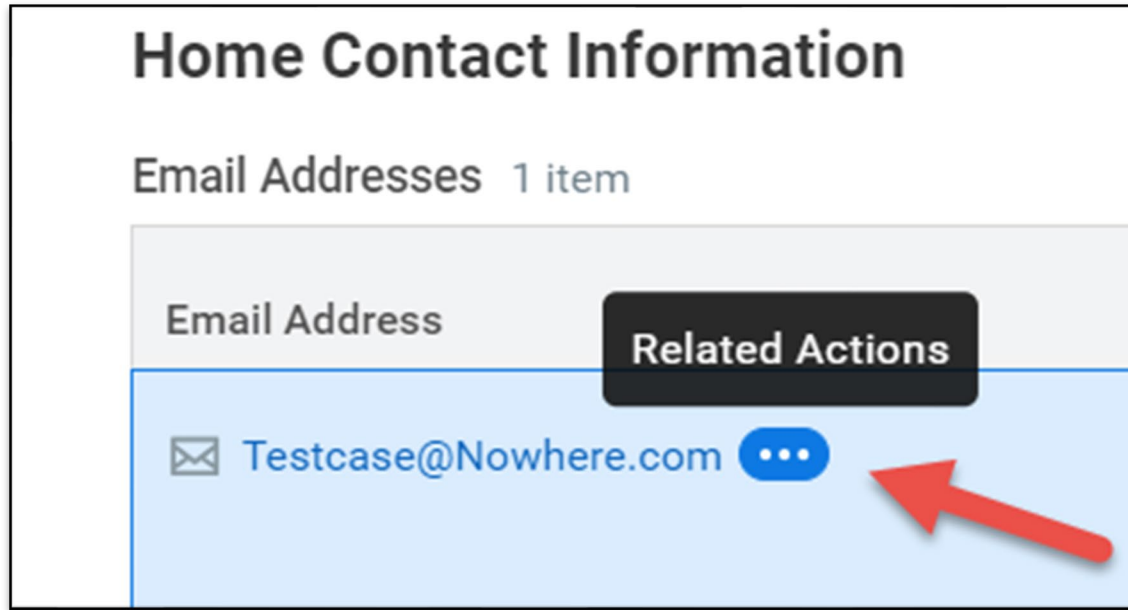 Home Contact Information
Email Addresses 1 item
Email Address
Related Actions
Testcase@Nowhere.com